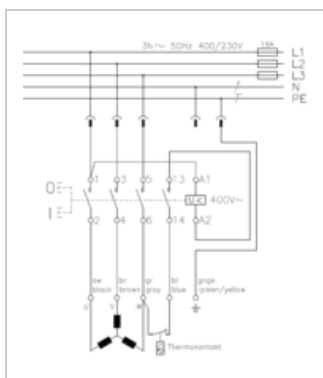 3N~ 50Hz 400/230V
16A
L1
L2
L3
N
PE
1 3 5 13 A1
0
I
U<
400V~
2 4 6 14 A2
sw br gr bl gnge
black brown gray blue green/yellow
U V W
Thermokontakt